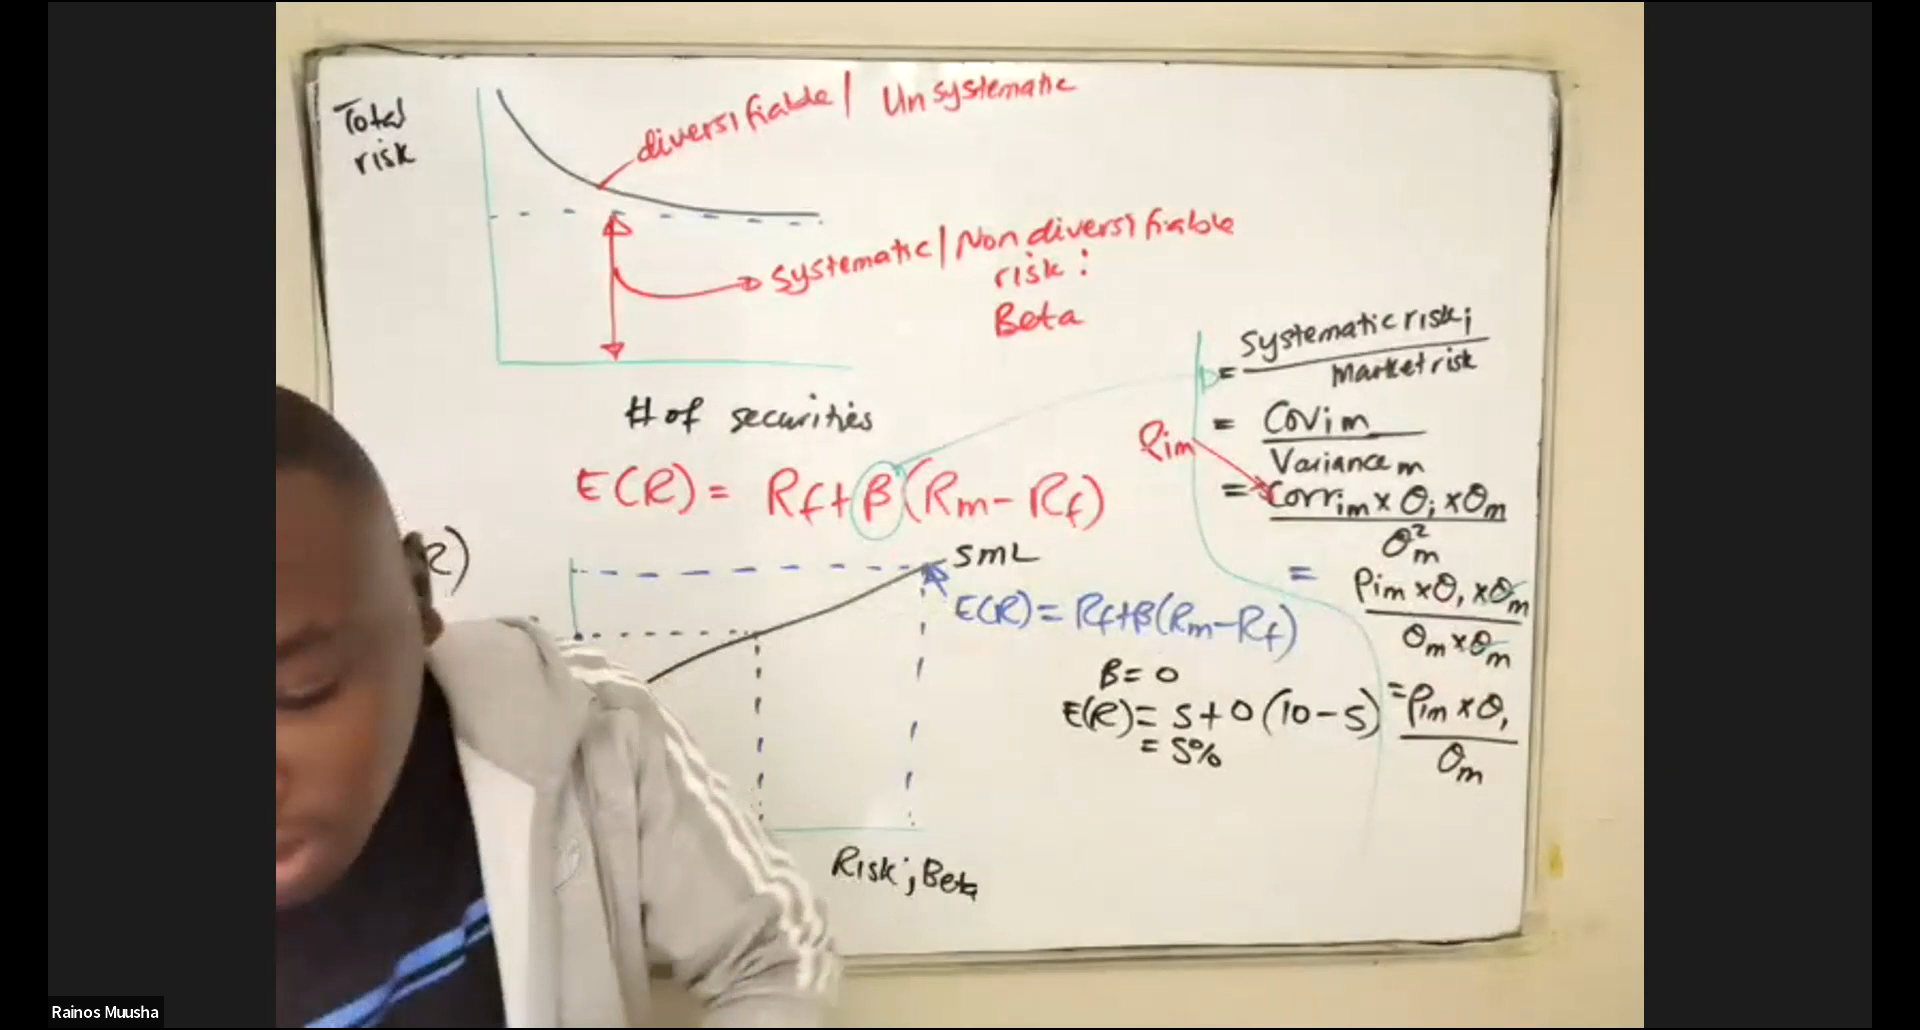 Total
risk
diversifiable / Unsystematic
systematic / Non diversifiable
risk:
Beta
# of securities
E(R) = Rf + β (Rm - Rf)
= Systematic risk i
Market risk
= Cov i m
Variance m
ρim
= Corr im × σi × σm
σ²m
= ρim × σi × σm
σm × σm
= ρim × σi
σm
R)
SML
E(R) = Rf + β (Rm - Rf)
β = 0
E(R) = 5 + 0 (10 - 5)
= 5%
Risk; Beta
Rainos Muusha